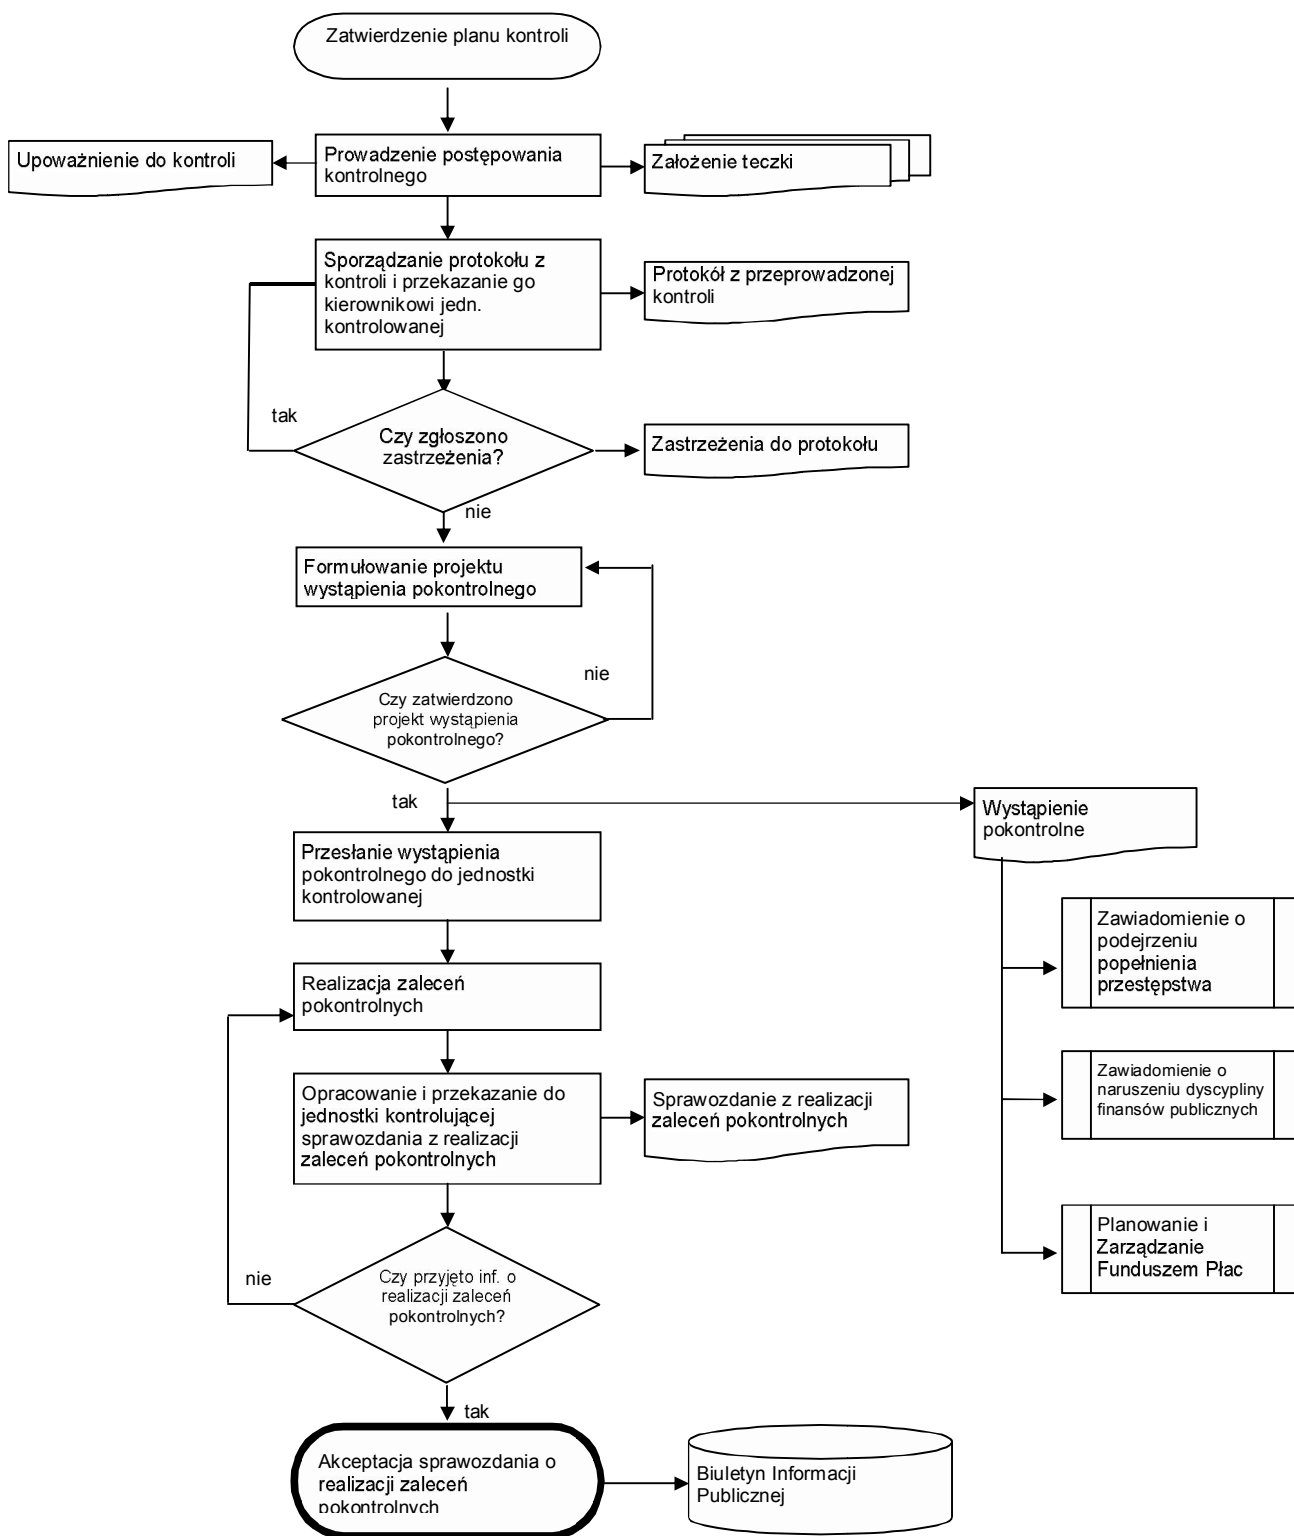 Zatwierdzenie planu kontroli
Upoważnienie do kontroli
Prowadzenie postępowania
kontrolnego
Założenie teczki
Sporządzanie protokołu z
kontroli i przekazanie go
kierownikowi jedn.
kontrolowanej
Protokół z przeprowadzonej
kontroli
tak
Czy zgłoszono
zastrzeżenia?
Zastrzeżenia do protokołu
nie
Formułowanie projektu
wystąpienia pokontrolnego
nie
Czy zatwierdzono
projekt wystąpienia
pokontrolnego?
tak
Wystąpienie
pokontrolne
Przesłanie wystąpienia
pokontrolnego do jednostki
kontrolowanej
Zawiadomienie o
podejrzeniu
popełnienia
przestępstwa
Realizacja zaleceń
pokontrolnych
Zawiadomienie o
naruszeniu dyscypliny
finansów publicznych
Opracowanie i przekazanie do
jednostki kontrolującej
sprawozdania z realizacji
zaleceń pokontrolnych
Sprawozdanie z realizacji
zaleceń pokontrolnych
Planowanie i
Zarządzanie
Funduszem Płac
nie
Czy przyjęto inf. o
realizacji zaleceń
pokontrolnych?
tak
Akceptacja sprawozdania o
realizacji zaleceń
pokontrolnych
Biuletyn Informacji
Publicznej